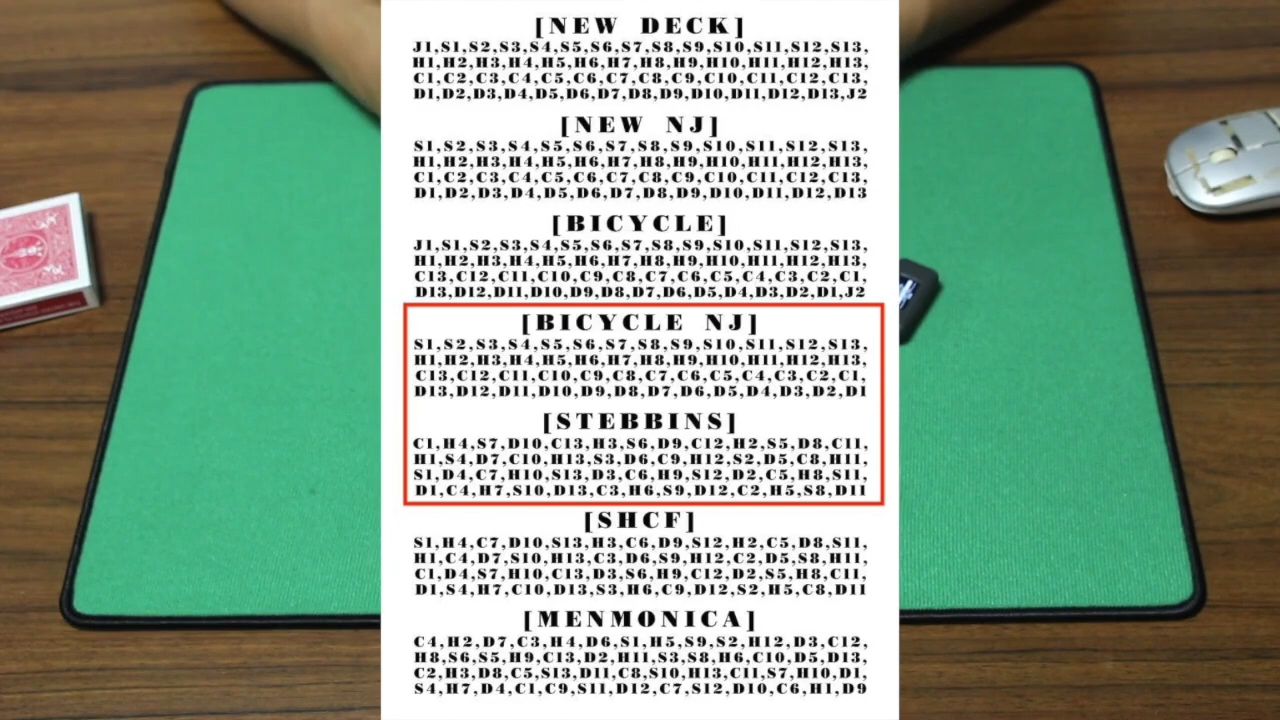 [NEW DECK]
J1,S1,S2,S3,S4,S5,S6,S7,S8,S9,S10,S11,S12,S13,
H1,H2,H3,H4,H5,H6,H7,H8,H9,H10,H11,H12,H13,
C1,C2,C3,C4,C5,C6,C7,C8,C9,C10,C11,C12,C13,
D1,D2,D3,D4,D5,D6,D7,D8,D9,D10,D11,D12,D13,J2
[NEW NJ]
S1,S2,S3,S4,S5,S6,S7,S8,S9,S10,S11,S12,S13,
H1,H2,H3,H4,H5,H6,H7,H8,H9,H10,H11,H12,H13,
C1,C2,C3,C4,C5,C6,C7,C8,C9,C10,C11,C12,C13,
D1,D2,D3,D4,D5,D6,D7,D8,D9,D10,D11,D12,D13
[BICYCLE]
J1,S1,S2,S3,S4,S5,S6,S7,S8,S9,S10,S11,S12,S13,
H1,H2,H3,H4,H5,H6,H7,H8,H9,H10,H11,H12,H13,
C13,C12,C11,C10,C9,C8,C7,C6,C5,C4,C3,C2,C1,
D13,D12,D11,D10,D9,D8,D7,D6,D5,D4,D3,D2,D1,J2
[BICYCLE NJ]
S1,S2,S3,S4,S5,S6,S7,S8,S9,S10,S11,S12,S13,
H1,H2,H3,H4,H5,H6,H7,H8,H9,H10,H11,H12,H13,
C13,C12,C11,C10,C9,C8,C7,C6,C5,C4,C3,C2,C1,
D13,D12,D11,D10,D9,D8,D7,D6,D5,D4,D3,D2,D1
[STEBBINS]
C1,H4,S7,D10,C13,H3,S6,D9,C12,H2,S5,D8,C11,
H1,S4,D7,C10,H13,S3,D6,C9,H12,S2,D5,C8,H11,
S1,D4,C7,H10,S13,D3,C6,H9,S12,D2,C5,H8,S11,
D1,C4,H7,S10,D13,C3,H6,S9,D12,C2,H5,S8,D11
[SHCF]
S1,H4,C7,D10,S13,H3,C6,D9,S12,H2,C5,D8,S11,
H1,C4,D7,S10,H13,C3,D6,S9,H12,C2,D5,S8,H11,
C1,D4,S7,H10,C13,D3,S6,H9,C12,D2,S5,H8,C11,
D1,S4,H7,C10,D13,S3,H6,C9,D12,S2,H5,C8,D11
[MENMONICA]
C4,H2,D7,C3,H4,D6,S1,H5,S9,S2,H12,D3,C12,
H8,S6,S5,H9,C13,D2,H11,S3,S8,H6,C10,D5,D13,
C2,H3,D8,C5,S13,D11,C8,S10,H13,C11,S7,H10,D1,
S4,H7,D4,C1,C9,S11,D12,C7,S12,D10,C6,H1,D9